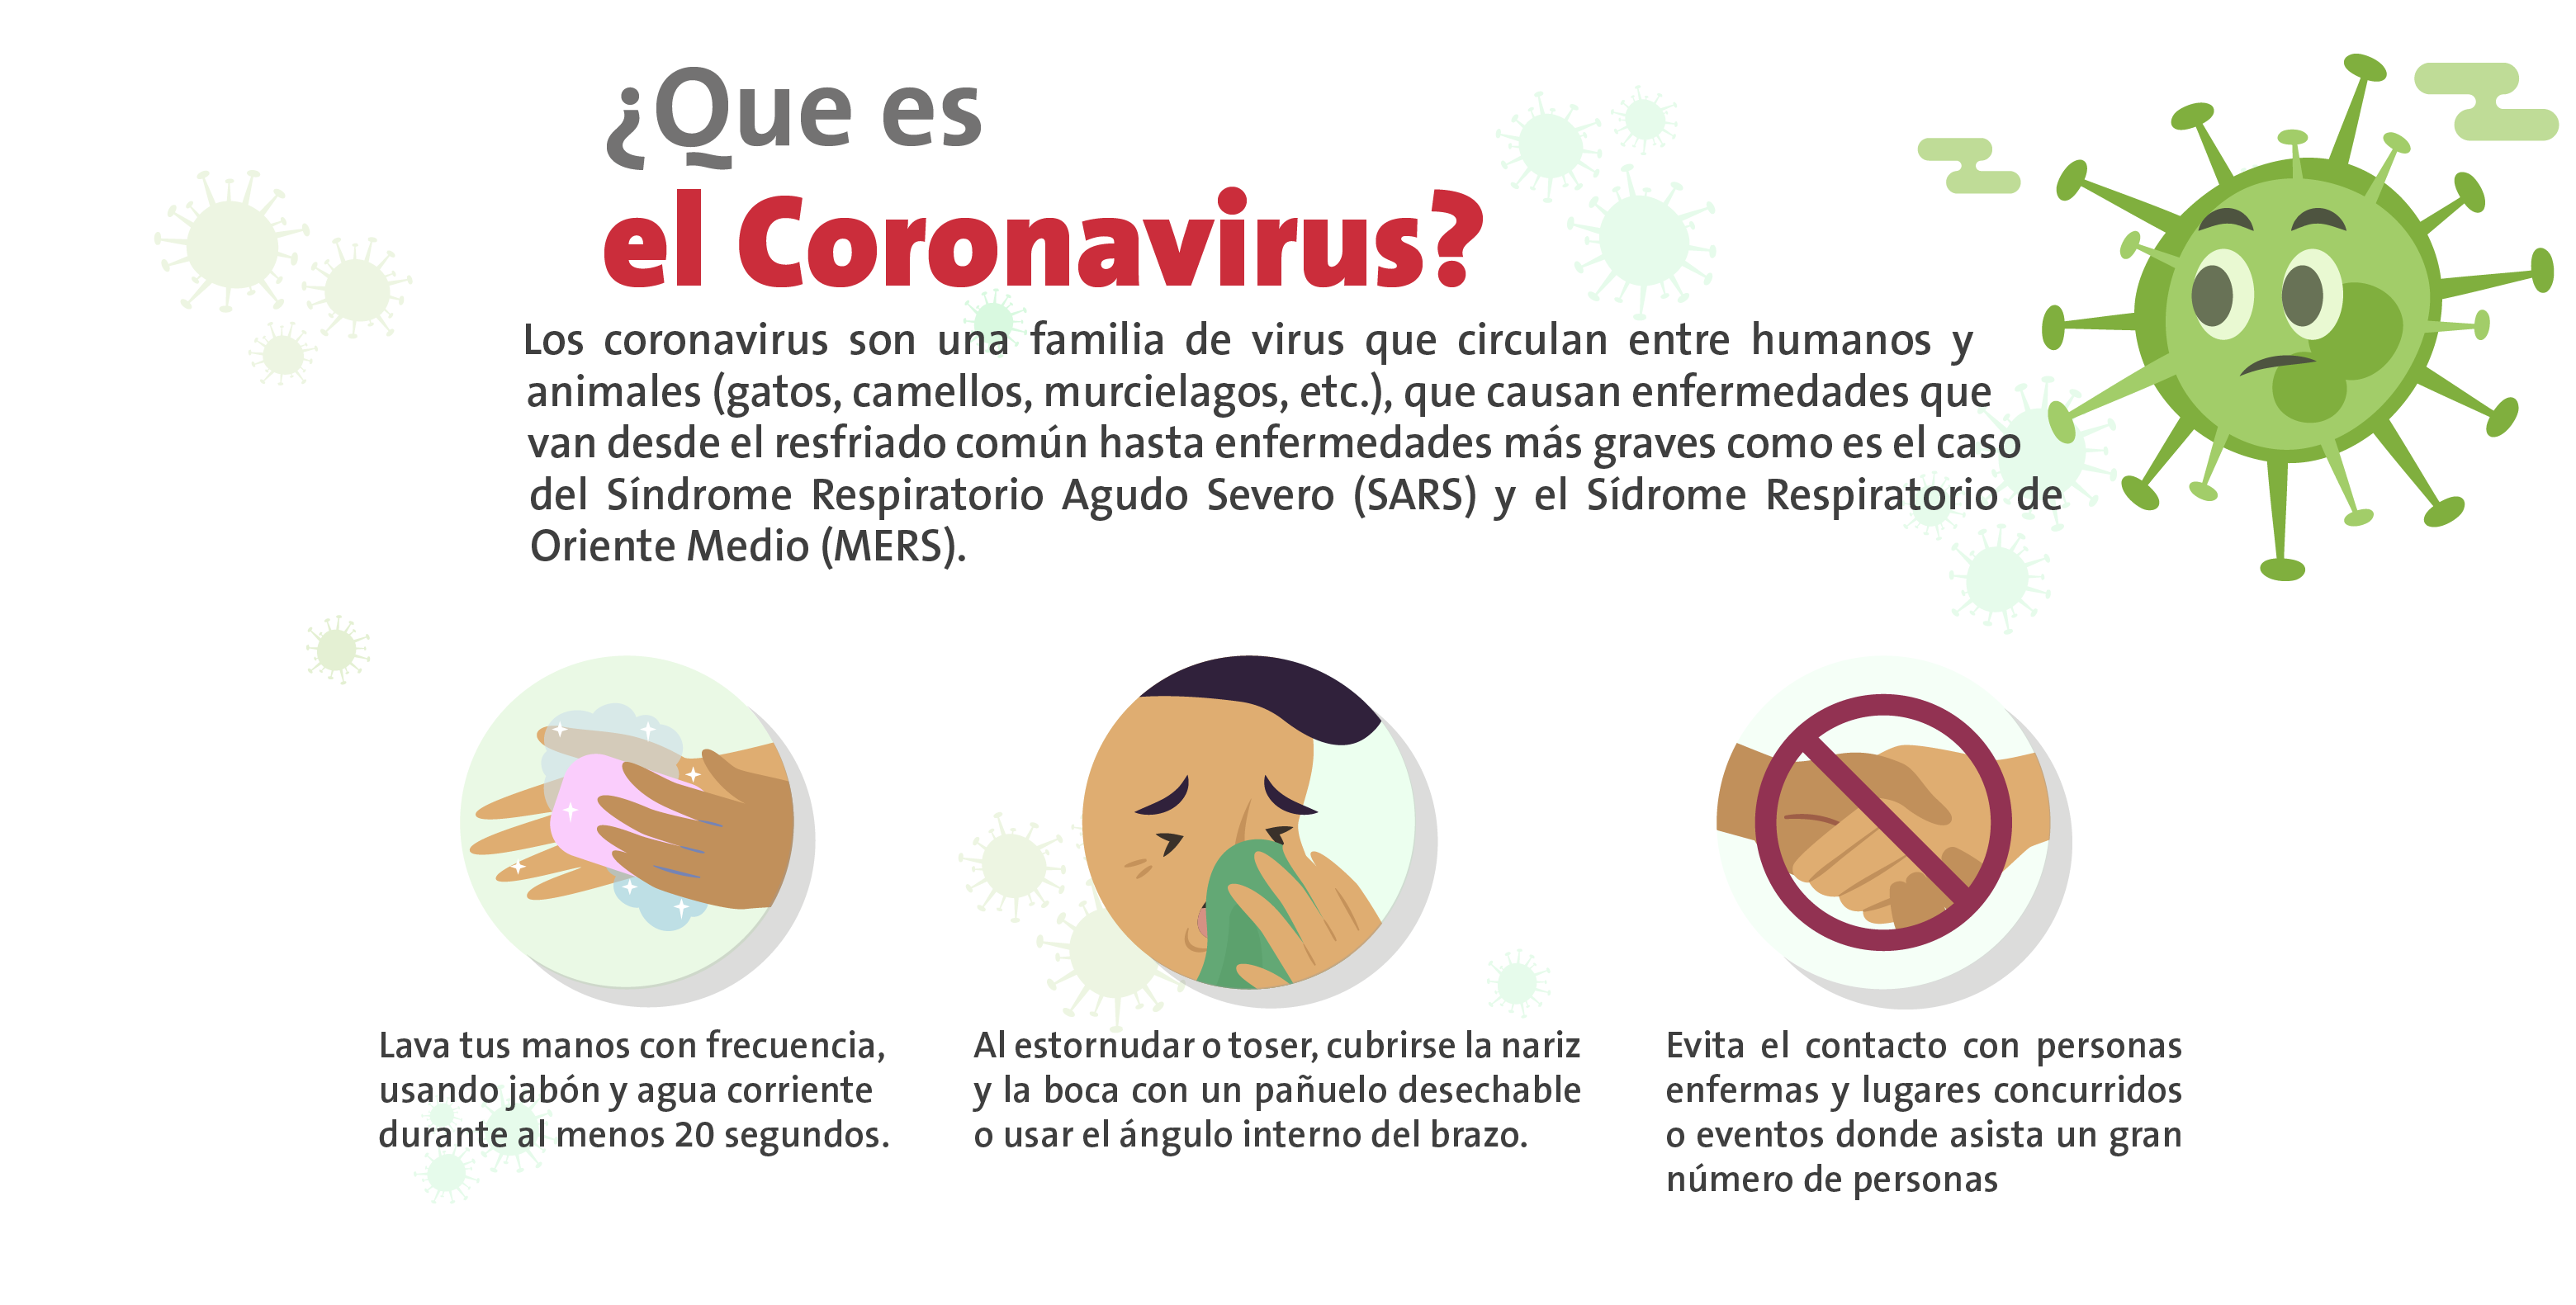 ¿Que es
el Coronavirus?
Los coronavirus son una familia de virus que circulan entre humanos y
animales (gatos, camellos, murcielagos, etc.), que causan enfermedades que
van desde el resfriado común hasta enfermedades más graves como es el caso
del Síndrome Respiratorio Agudo Severo (SARS) y el Sídrome Respiratorio de
Oriente Medio (MERS).
Lava tus manos con frecuencia,
usando jabón y agua corriente
durante al menos 20 segundos.
Al estornudar o toser, cubrirse la nariz
y la boca con un pañuelo desechable
o usar el ángulo interno del brazo.
Evita el contacto con personas
enfermas y lugares concurridos
o eventos donde asista un gran
número de personas